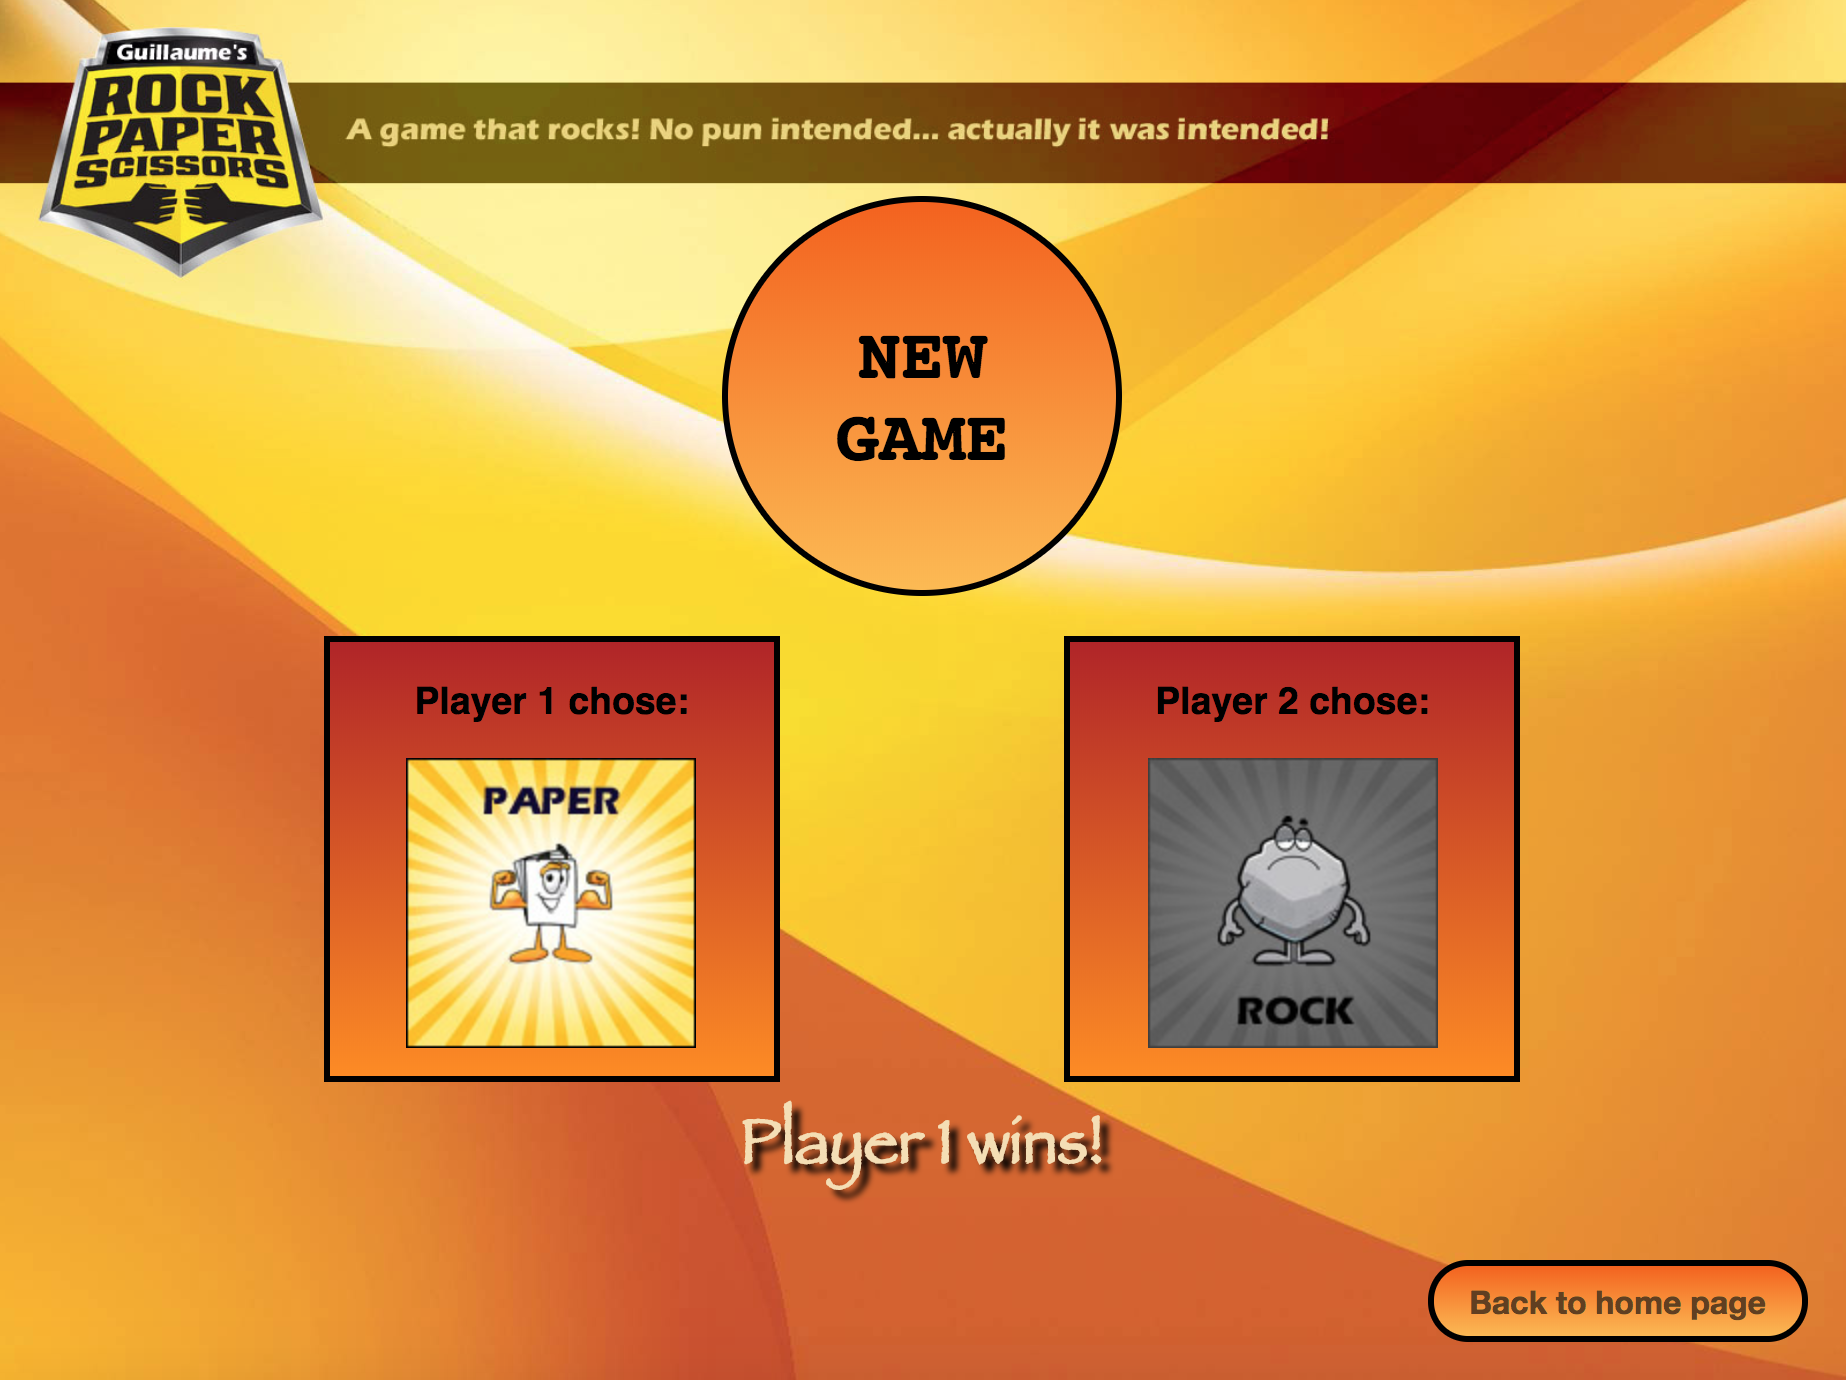 Guillaume's
ROCK
PAPER
SCISSORS
A game that rocks! No pun intended... actually it was intended!
NEW
GAME
Player 1 chose:
PAPER
Player 2 chose:
ROCK
Player 1 wins!
Back to home page